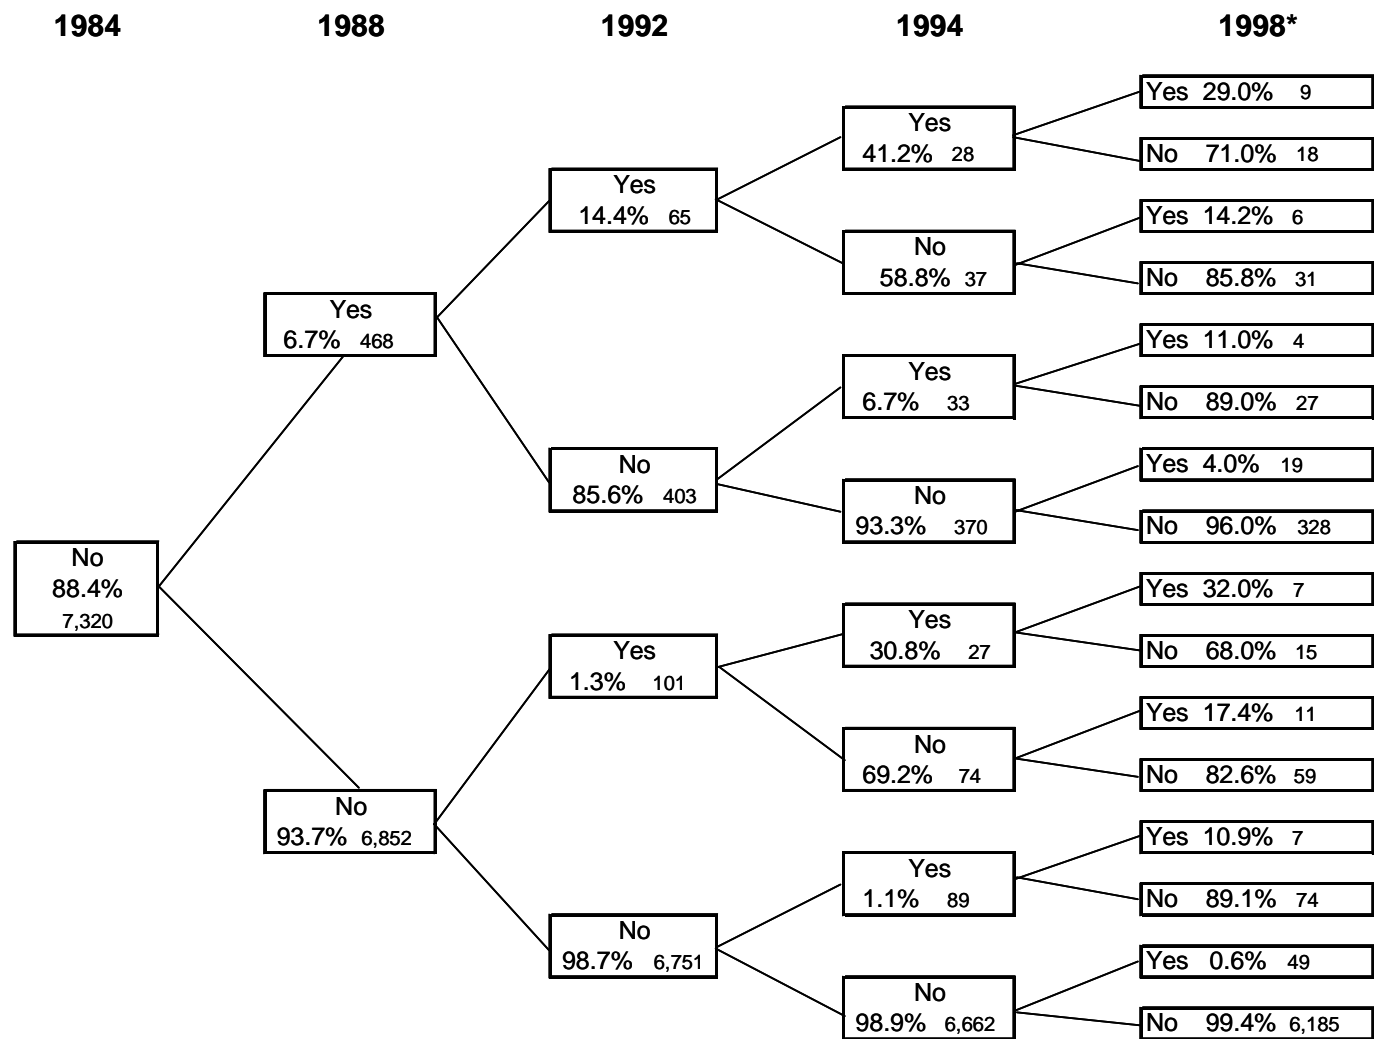 1984 1988 1992 1994 1998*
Yes 29.0% 9
Yes
41.2% 28
No 71.0% 18
Yes
14.4% 65
Yes 14.2% 6
No
58.8% 37
No 85.8% 31
Yes
6.7% 468
Yes 11.0% 4
Yes
6.7% 33
No 89.0% 27
No
85.6% 403
Yes 4.0% 19
No
93.3% 370
No 96.0% 328
No
88.4%
7,320
Yes 32.0% 7
Yes
30.8% 27
No 68.0% 15
Yes
1.3% 101
Yes 17.4% 11
No
69.2% 74
No 82.6% 59
No
93.7% 6,852
Yes 10.9% 7
Yes
1.1% 89
No 89.1% 74
No
98.7% 6,751
Yes 0.6% 49
No
98.9% 6,662
No 99.4% 6,185